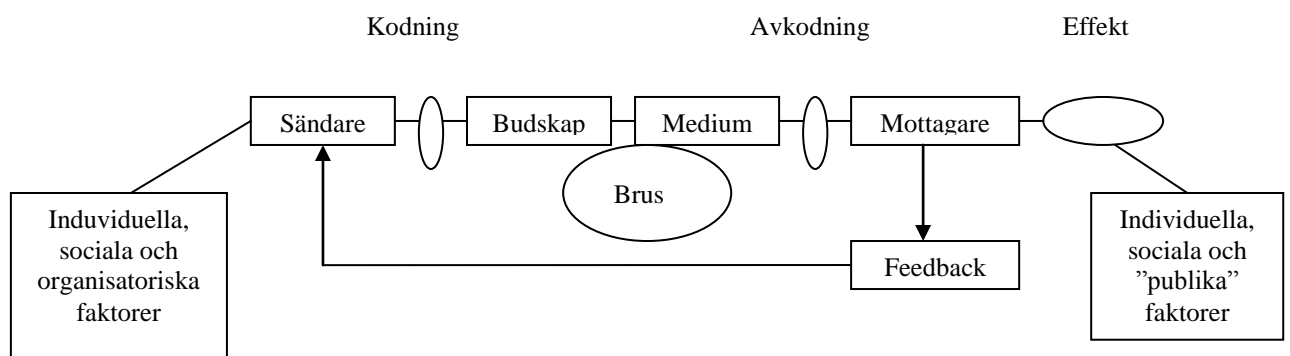 Kodning
Avkodning
Effekt
Sändare
Budskap
Medium
Mottagare
Brus
Induviduella,
sociala och
organisatoriska
faktorer
Feedback
Individuella,
sociala och
”publika”
faktorer